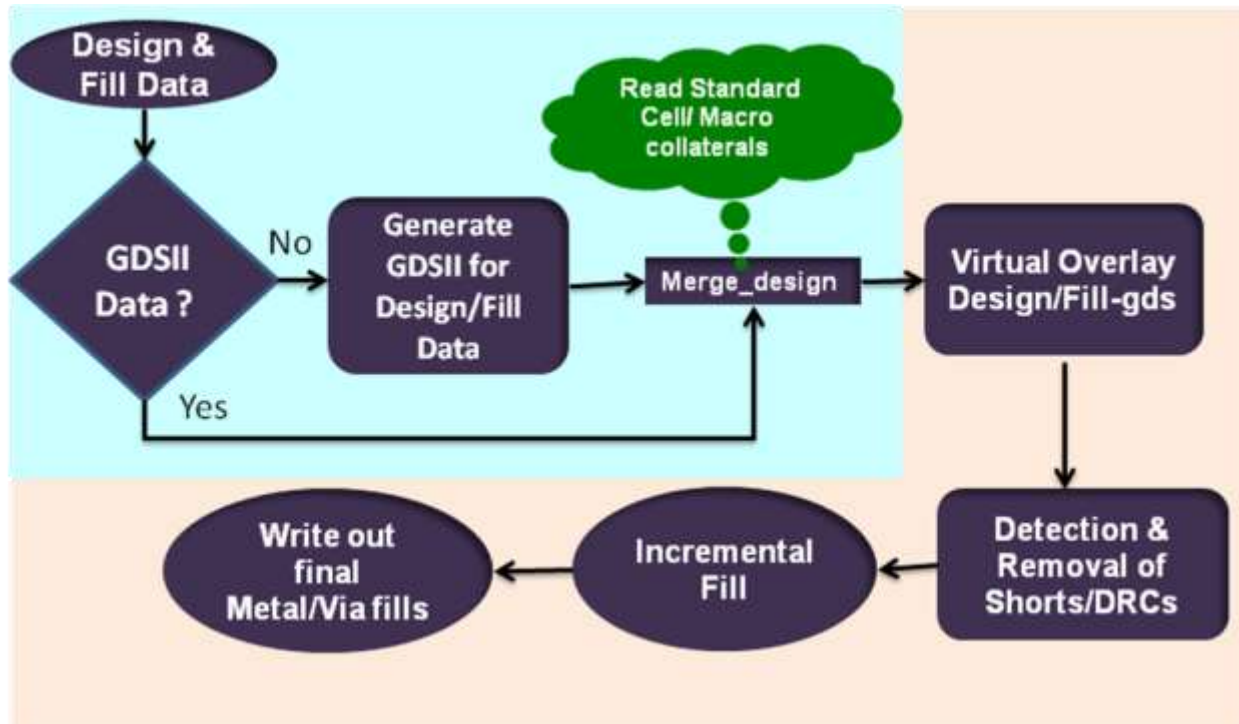 Design &
Fill Data
Read Standard
Cell/ Macro
collaterals
GDSII
Data ?
No
Generate
GDSII for
Design/Fill
Data
Merge_design
Virtual Overlay
Design/Fill-gds
Yes
Detection &
Removal of
Shorts/DRCs
Incremental
Fill
Write out
final
Metal/Via fills